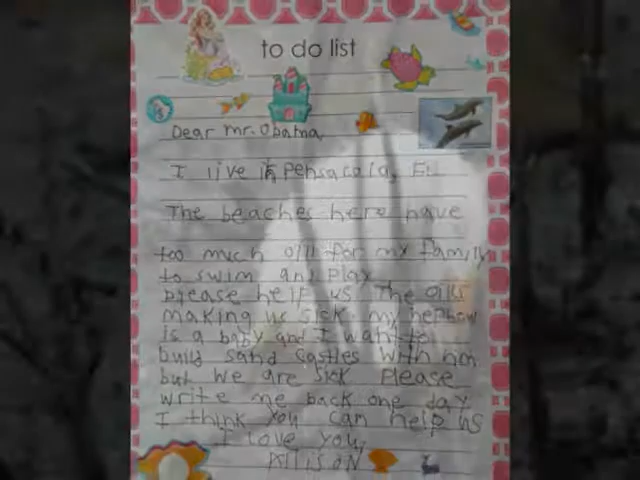 to do list
Dear Mr. Obama,
I live in Pensacola, FL
The beaches here have
too much oil for my family
to swim and play
please help us The oil is
making us sick. my nephew
is a baby and I want to
build sand castles with him
but we are sick Please
write me back one day
I think you can help us
I love you,
Allison